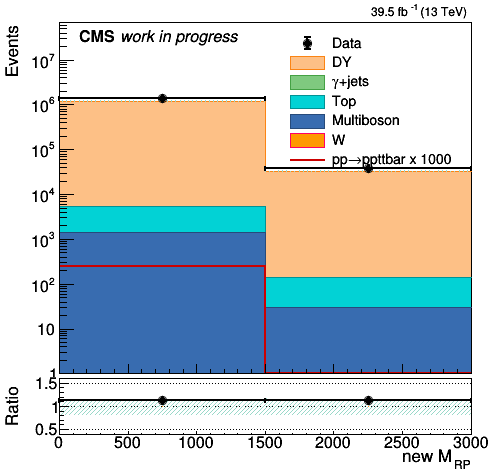 39.5 fb⁻¹ (13 TeV)
CMS work in progress
Events
Data
DY
γ+jets
Top
Multiboson
W
pp→ppttbar x 1000
10⁷
10⁶
10⁵
10⁴
10³
10²
10
1
Ratio
1.5
1
0.5
0 500 1000 1500 2000 2500 3000
new M_RP